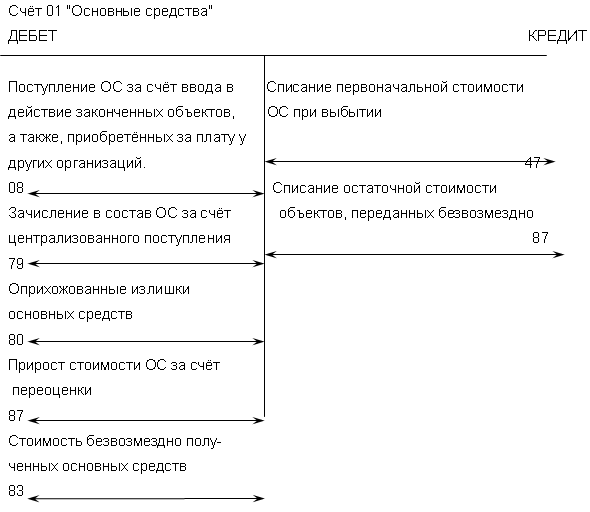 Счёт 01 "Основные средства"
ДЕБЕТ
КРЕДИТ
Поступление ОС за счёт ввода в
действие законченных объектов,
а также, приобретённых за плату у
других организаций.
08
Зачисление в состав ОС за счёт
централизованного поступления
79
Оприхожованные излишки
основных средств
80
Прирост стоимости ОС за счёт
переоценки
87
Стоимость безвозмездно полу-
ченных основных средств
83
Списание первоначальной стоимости
ОС при выбытии
47
Списание остаточной стоимости
объектов, переданных безвозмездно
87